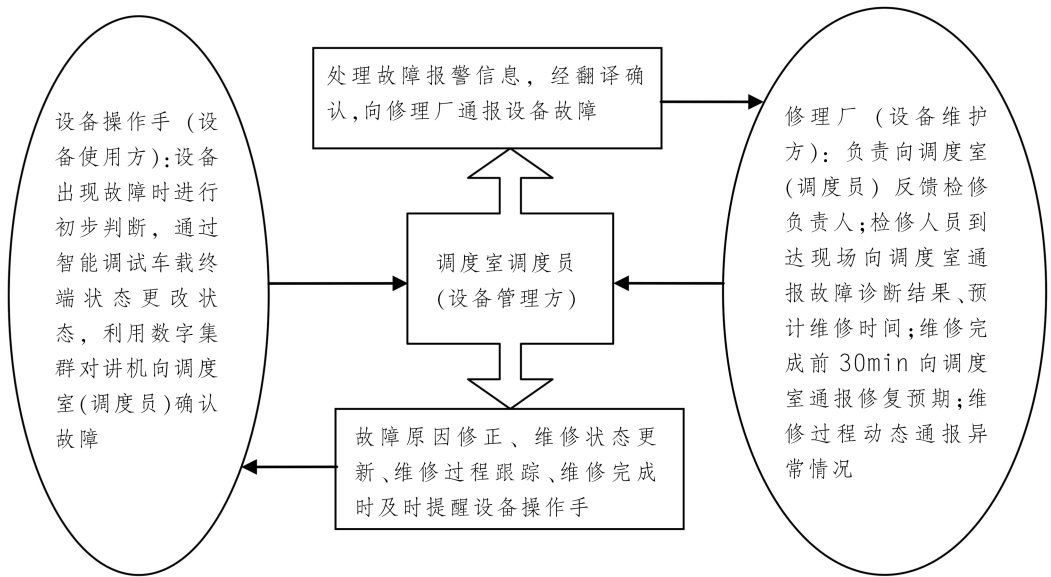 设备操作手(设
备使用方):设备
出现故障时进行
初步判断，通过
智能调试车载终
端状态更改状
态，利用数字集
群对讲机向调度
室(调度员)确认
故障
处理故障报警信息，经翻译确
认,向修理厂通报设备故障
调度室调度员
(设备管理方)
故障原因修正、维修状态更
新、维修过程跟踪、维修完成
时及时提醒设备操作手
修理厂(设备维护
方)：负责向调度室
(调度员)反馈检修
负责人;检修人员到
达现场向调度室通
报故障诊断结果、预
计维修时间;维修完
成前30min向调度
室通报修复预期;维
修过程动态通报异
常情况